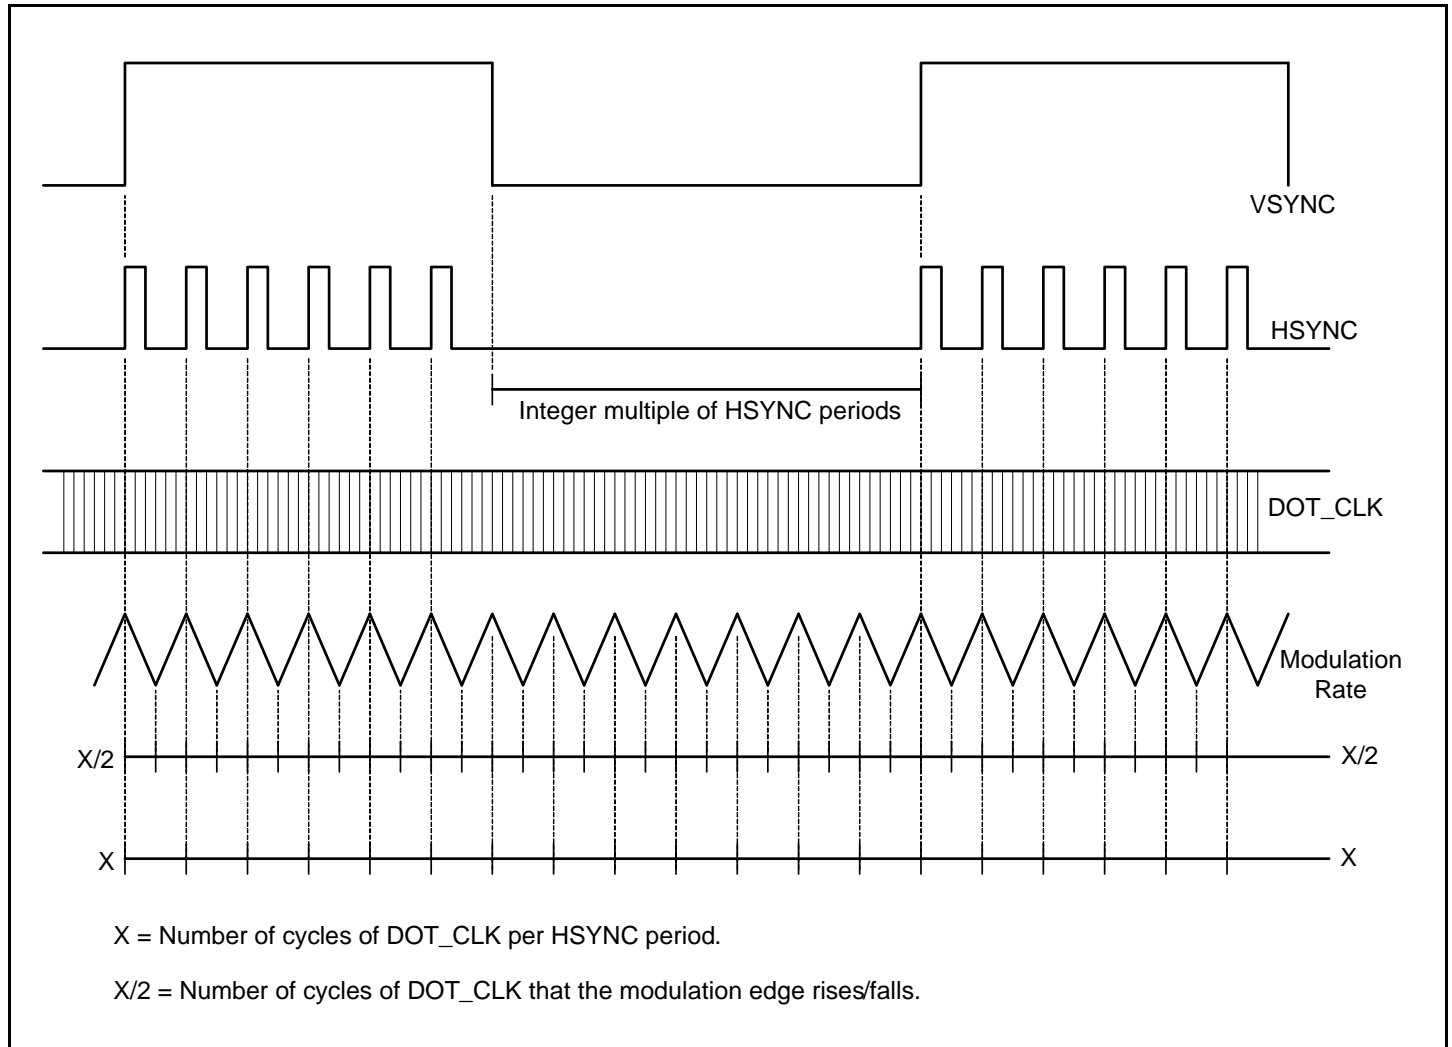 VSYNC
HSYNC
Integer multiple of HSYNC periods
DOT_CLK
Modulation
Rate
X/2
X/2
X
X
X = Number of cycles of DOT_CLK per HSYNC period.
X/2 = Number of cycles of DOT_CLK that the modulation edge rises/falls.